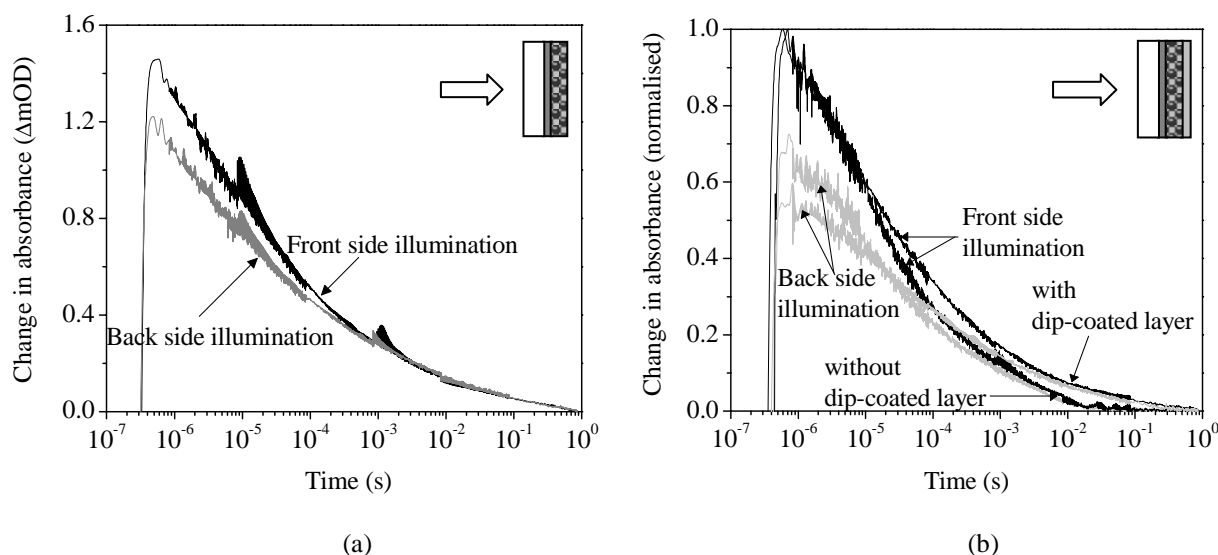 Change in absorbance (ΔmOD)
1.6
1.2
0.8
0.4
0.0
Front side illumination
Back side illumination
10⁻⁷ 10⁻⁶ 10⁻⁵ 10⁻⁴ 10⁻³ 10⁻² 10⁻¹ 10⁰
Time (s)
(a)
Change in absorbance (normalised)
1.0
0.8
0.6
0.4
0.2
0.0
Front side
illumination
Back side
illumination
with
dip-coated layer
without
dip-coated layer
10⁻⁷ 10⁻⁶ 10⁻⁵ 10⁻⁴ 10⁻³ 10⁻² 10⁻¹ 10⁰
Time (s)
(b)